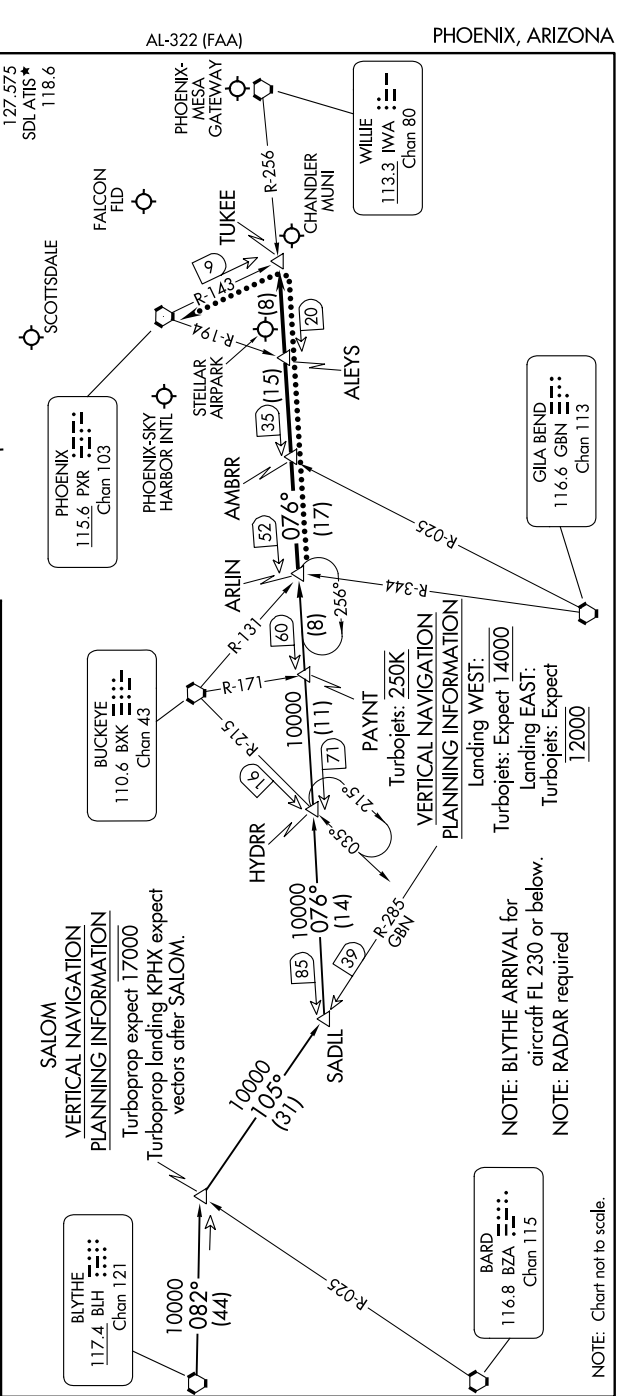 AL-322 (FAA)
PHOENIX, ARIZONA
127.575
SDL ATIS★
118.6
SCOTTSDALE
FALCON
FLD
PHOENIX-
MESA
GATEWAY
WILLIE
113.3 IWA
Chan 80
R-256
CHANDLER
MUNI
TUKEE
PHOENIX
115.6 PXR
Chan 103
PHOENIX-SKY
HARBOR INTL
STELLAR
AIRPARK
R-143
9
R-194
(8)
20
ALEYS
(15)
35
AMBRR
076°
(17)
52
ARLIN
256°
GILA BEND
116.6 GBN
Chan 113
R-025
R-344
BUCKEYE
110.6 BXK
Chan 43
R-131
R-171
R-215
60
(8)
PAYNT
Turbojets: 250K
VERTICAL NAVIGATION
PLANNING INFORMATION
Landing WEST:
Turbojets: Expect 14000
Landing EAST:
Turbojets: Expect
12000
10000
(11)
71
16
HYDRR
215°
035°
10000
076°
(14)
85
39
R-285
GBN
SADLL
SALOM
VERTICAL NAVIGATION
PLANNING INFORMATION
Turboprop expect 17000
Turboprop landing KPHX expect
vectors after SALOM.
10000
105°
(31)
BLYTHE
117.4 BLH
Chan 121
10000
082°
(44)
R-025
BARD
116.8 BZA
Chan 115
NOTE: BLYTHE ARRIVAL for
aircraft FL 230 or below.
NOTE: RADAR required
NOTE: Chart not to scale.